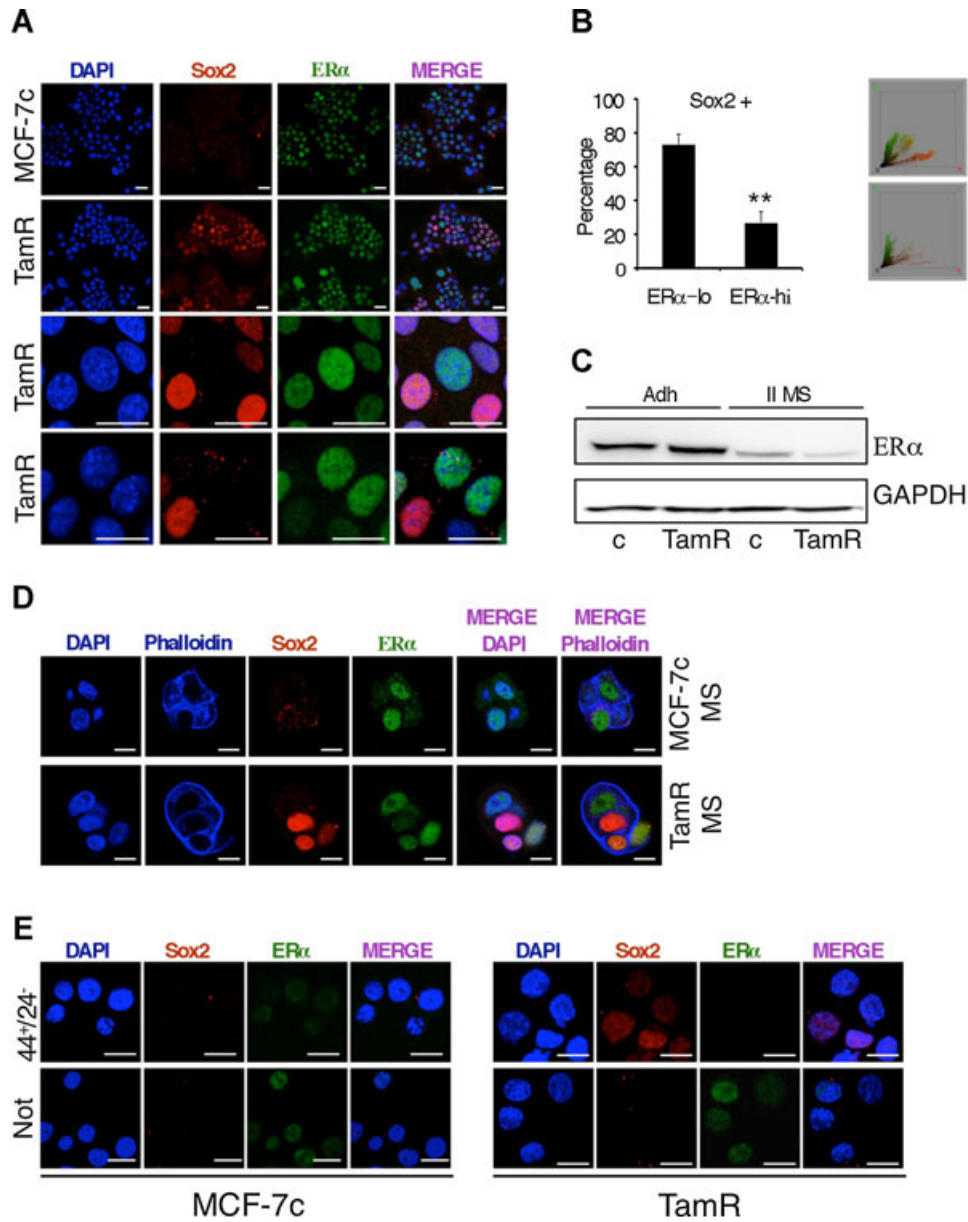 A
DAPI Sox2 ERα MERGE
MCF-7c
TamR
TamR
TamR
B
Sox2 +
Percentage
100
80
60
40
20
0
**
ERα-lo ERα-hi
C
Adh II MS
ERα
GAPDH
c TamR c TamR
D
DAPI Phalloidin Sox2 ERα MERGE DAPI MERGE Phalloidin
MCF-7c MS
TamR MS
E
DAPI Sox2 ERα MERGE DAPI Sox2 ERα MERGE
44⁺/24⁻
Not
MCF-7c TamR